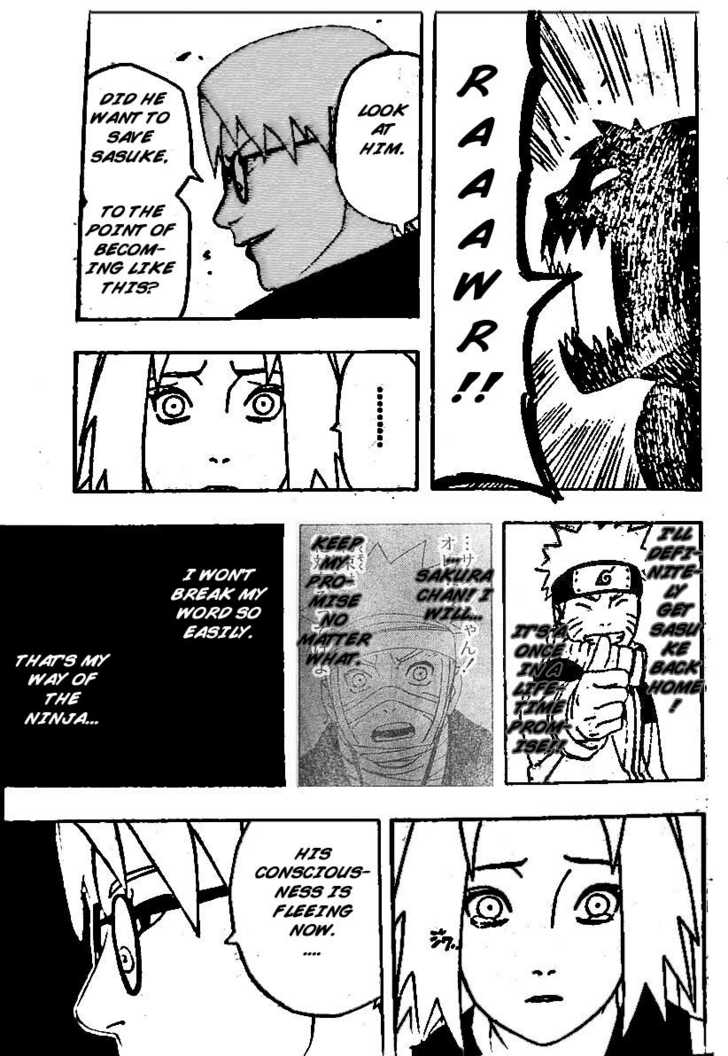 RAAAWR!!
LOOK
AT
HIM.
DID HE
WANT TO
SAVE
SASUKE,
TO THE
POINT OF
BECOM-
ING LIKE
THIS?
..........
I'LL
DEFI-
NITE-
LY
GET
SASU
KE
BACK
HOME
!
IT'S A
ONCE
IN A
LIFE-
TIME
PROM-
ISE!!
...
SAKURA
CHAN! I
WILL...
KEEP
MY
PRO-
MISE
NO
MATTER
WHAT.
I WON'T
BREAK MY
WORD SO
EASILY.
THAT'S MY
WAY OF
THE
NINJA...
HIS
CONSCIOUS-
NESS IS
FLEEING
NOW.
....